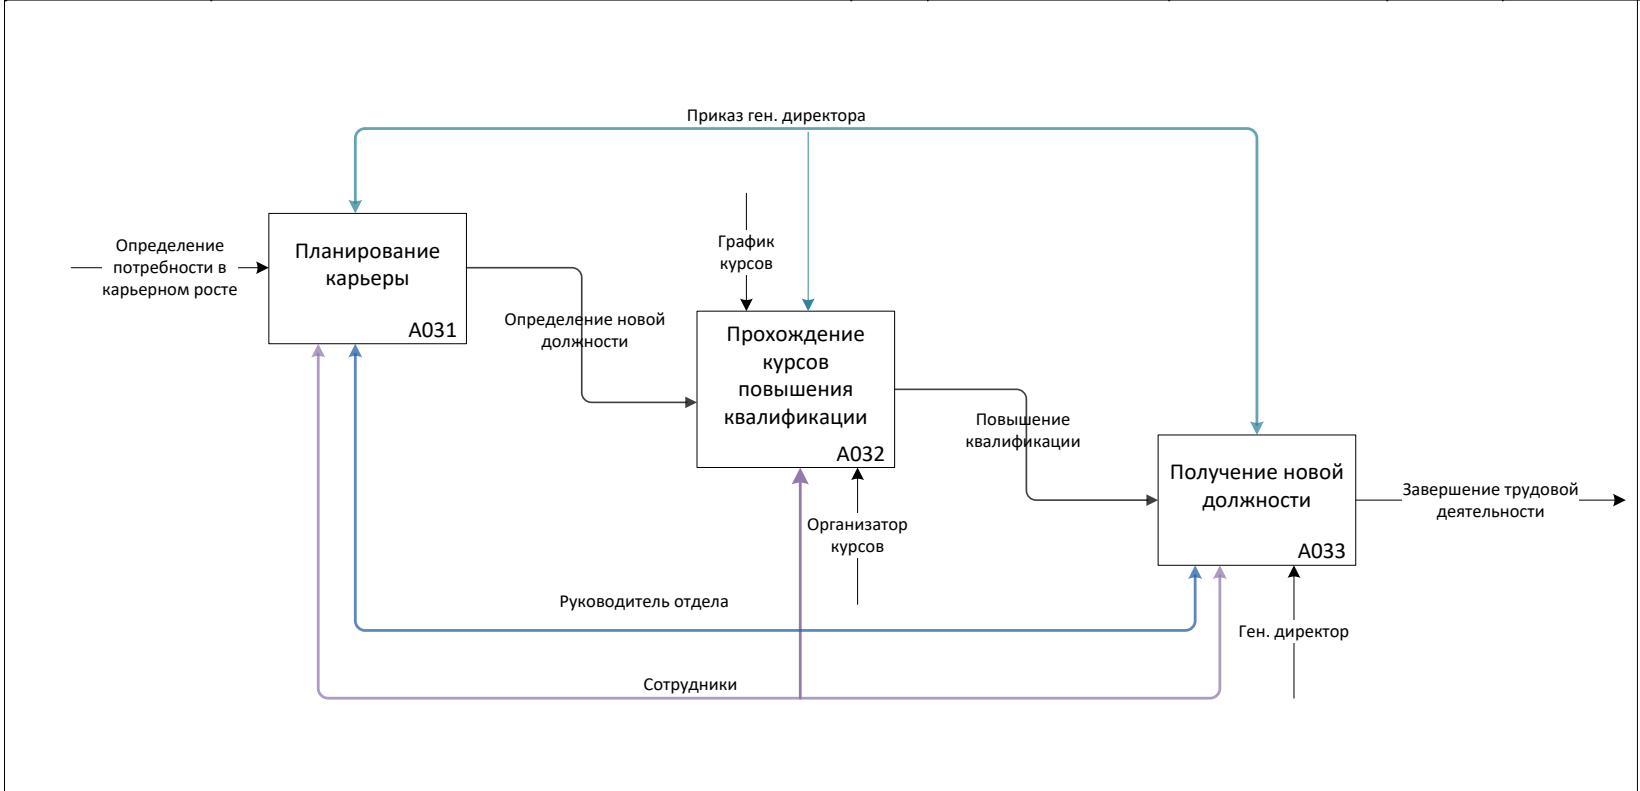 Приказ ген. директора
Определение
потребности в
карьерном росте
Планирование
карьеры
A031
График
курсов
Определение новой
должности
Прохождение
курсов
повышения
квалификации
A032
Повышение
квалификации
Получение новой
должности
A033
Завершение трудовой
деятельности
Организатор
курсов
Руководитель отдела
Ген. директор
Сотрудники